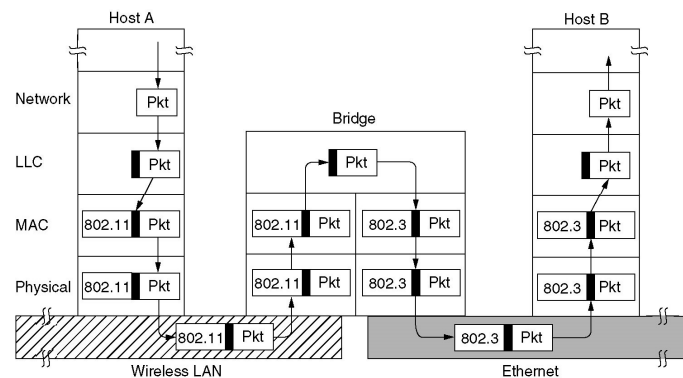 Host A
Host B
Network
Pkt
Pkt
Bridge
LLC
Pkt
Pkt
Pkt
MAC
802.11 Pkt
802.11 Pkt
802.3 Pkt
802.3 Pkt
Physical
802.11 Pkt
802.11 Pkt
802.3 Pkt
802.3 Pkt
802.11 Pkt
802.3 Pkt
Wireless LAN
Ethernet